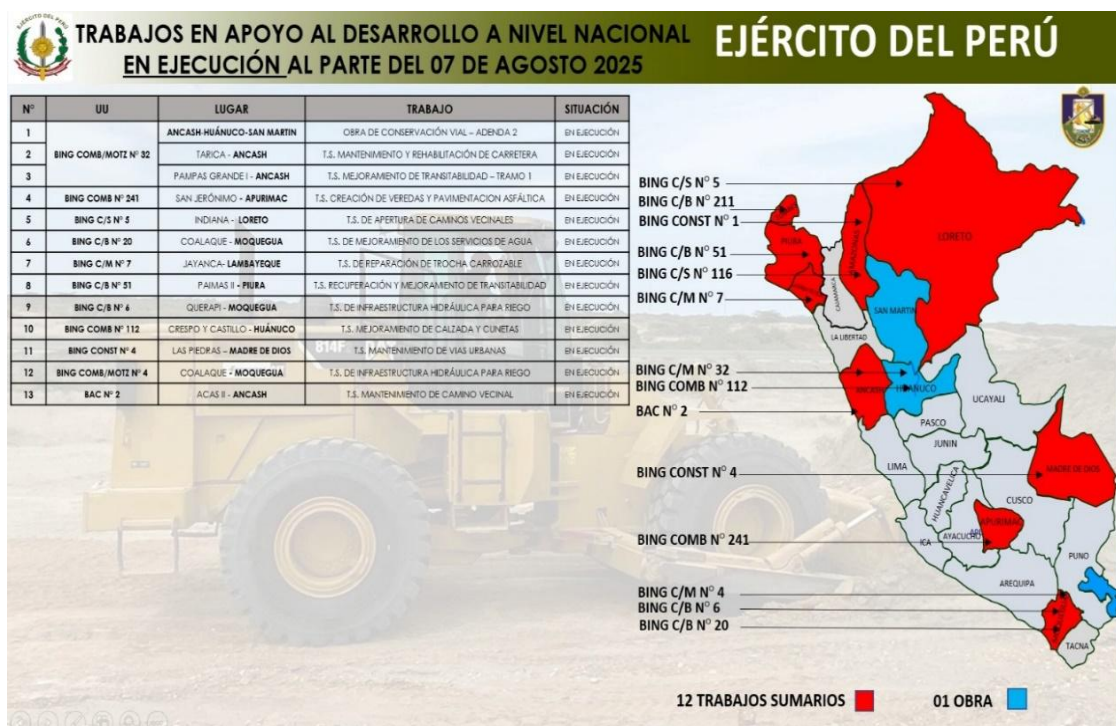 EJÉRCITO DEL PERÚ
TRABAJOS EN APOYO AL DESARROLLO A NIVEL NACIONAL
EN EJECUCIÓN AL PARTE DEL 07 DE AGOSTO 2025
EJÉRCITO DEL PERÚ
N° UU LUGAR TRABAJO SITUACIÓN
1 BING COMB/MOTZ N° 32 ANCASH-HUÁNUCO-SAN MARTIN OBRA DE CONSERVACIÓN VIAL – ADENDA 2 EN EJECUCIÓN
2 TARICA - ANCASH T.S. MANTENIMIENTO Y REHABILITACIÓN DE CARRETERA EN EJECUCIÓN
3 PAMPAS GRANDE I - ANCASH T.S. MEJORAMIENTO DE TRANSITABILIDAD – TRAMO 1 EN EJECUCIÓN
4 BING COMB N° 241 SAN JERÓNIMO - APURIMAC T.S. CREACIÓN DE VEREDAS Y PAVIMENTACION ASFÁLTICA EN EJECUCIÓN
5 BING C/S N° 5 INDIANA - LORETO T.S. DE APERTURA DE CAMINOS VECINALES EN EJECUCIÓN
6 BING C/B N° 20 COALAQUE - MOQUEGUA T.S. DE MEJORAMIENTO DE LOS SERVICIOS DE AGUA EN EJECUCIÓN
7 BING C/M N° 7 JAYANCA- LAMBAYEQUE T.S. DE REPARACIÓN DE TROCHA CARROZABLE EN EJECUCIÓN
8 BING C/B N° 51 PAIMAS II - PIURA T.S. RECUPERACIÓN Y MEJORAMIENTO DE TRANSITABILIDAD EN EJECUCIÓN
9 BING C/B N° 6 QUERAPI - MOQUEGUA T.S. DE INFRAESTRUCTURA HIDRÁULICA PARA RIEGO EN EJECUCIÓN
10 BING COMB N° 112 CRESPO Y CASTILLO - HUÁNUCO T.S. MEJORAMIENTO DE CALZADA Y CUNETAS EN EJECUCIÓN
11 BING CONST N° 4 LAS PIEDRAS – MADRE DE DIOS T.S. MANTENIMIENTO DE VIAS URBANAS EN EJECUCIÓN
12 BING COMB/MOTZ N° 4 COALAQUE - MOQUEGUA T.S. DE INFRAESTRUCTURA HIDRÁULICA PARA RIEGO EN EJECUCIÓN
13 BAC N° 2 ACAS II - ANCASH T.S. MANTENIMIENTO DE CAMINO VECINAL EN EJECUCIÓN
814F
BING C/S N° 5
BING C/B N° 211
BING CONST N° 1
BING C/B N° 51
BING C/S N° 116
BING C/M N° 7
BING C/M N° 32
BING COMB N° 112
BAC N° 2
BING CONST N° 4
BING COMB N° 241
BING C/M N° 4
BING C/B N° 6
BING C/B N° 20
LORETO
PIURA
AMAZONAS
CAJAMARCA
SAN MARTIN
LA LIBERTAD
ANCASH
HUÁNUCO
UCAYALI
PASCO
JUNIN
LIMA
MADRE DE DIOS
HUANCAVELICA
CUSCO
APURIMAC
AYACUCHO
ICA
PUNO
AREQUIPA
TACNA
12 TRABAJOS SUMARIOS
01 OBRA